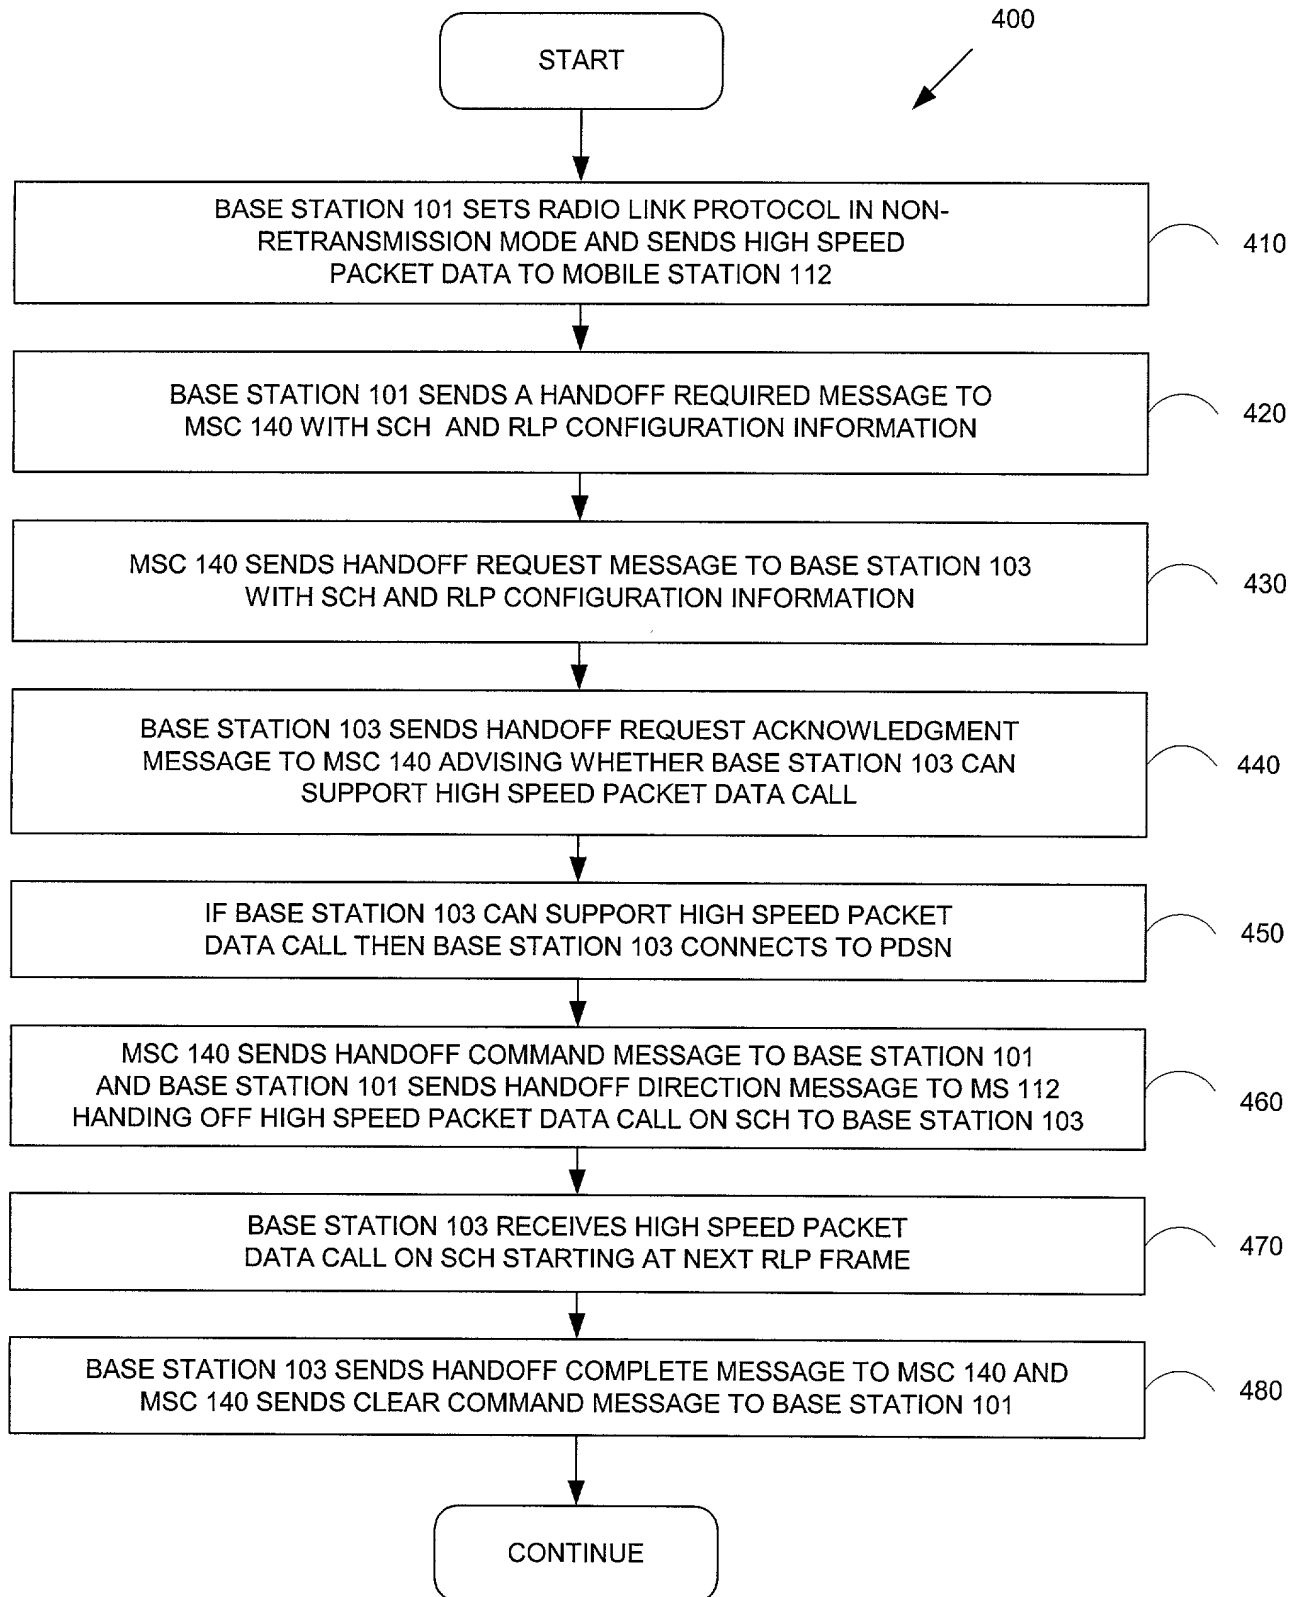 400
START
BASE STATION 101 SETS RADIO LINK PROTOCOL IN NON-
RETRANSMISSION MODE AND SENDS HIGH SPEED
PACKET DATA TO MOBILE STATION 112
410
BASE STATION 101 SENDS A HANDOFF REQUIRED MESSAGE TO
MSC 140 WITH SCH AND RLP CONFIGURATION INFORMATION
420
MSC 140 SENDS HANDOFF REQUEST MESSAGE TO BASE STATION 103
WITH SCH AND RLP CONFIGURATION INFORMATION
430
BASE STATION 103 SENDS HANDOFF REQUEST ACKNOWLEDGMENT
MESSAGE TO MSC 140 ADVISING WHETHER BASE STATION 103 CAN
SUPPORT HIGH SPEED PACKET DATA CALL
440
IF BASE STATION 103 CAN SUPPORT HIGH SPEED PACKET
DATA CALL THEN BASE STATION 103 CONNECTS TO PDSN
450
MSC 140 SENDS HANDOFF COMMAND MESSAGE TO BASE STATION 101
AND BASE STATION 101 SENDS HANDOFF DIRECTION MESSAGE TO MS 112
HANDING OFF HIGH SPEED PACKET DATA CALL ON SCH TO BASE STATION 103
460
BASE STATION 103 RECEIVES HIGH SPEED PACKET
DATA CALL ON SCH STARTING AT NEXT RLP FRAME
470
BASE STATION 103 SENDS HANDOFF COMPLETE MESSAGE TO MSC 140 AND
MSC 140 SENDS CLEAR COMMAND MESSAGE TO BASE STATION 101
480
CONTINUE